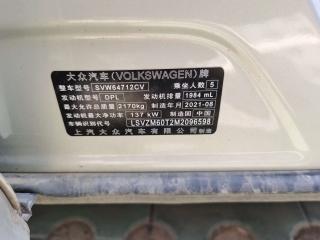 大众汽车(VOLKSWAGEN)牌
整车型号 SVW64712CV 乘坐人数 5
发动机型号 DPL 发动机排量 1984 mL
最大允许总质量 2170kg 制造年月 2021-08
发动机最大净功率 137 kW 制造国 中国
车辆识别代号 LSVZM60T2M2096598
上汽大众汽车有限公司